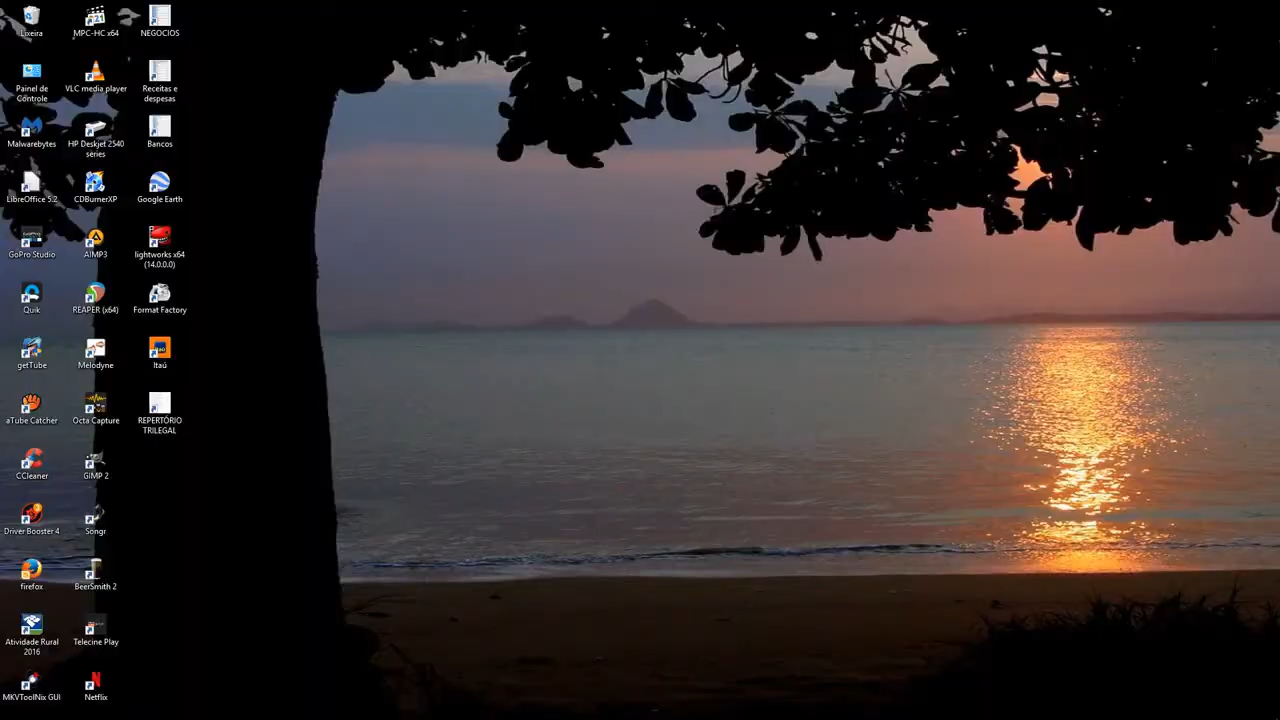 Lixeira
MPC-HC x64
NEGOCIOS
Painel de
Controle
VLC media player
Receitas e
despesas
Malwarebytes
HP Deskjet 2540
series
Bancos
LibreOffice 5.2
CDBurnerXP
Google Earth
GoPro Studio
AIMP3
lightworks x64
(14.0.0.0)
Quik
REAPER (x64)
Format Factory
getTube
Melodyne
Itaú
aTube Catcher
Octa Capture
REPERTÓRIO
TRILEGAL
CCleaner
GIMP 2
Driver Booster 4
Songr
firefox
BeerSmith 2
Atividade Rural
2016
Telecine Play
MKVToolNix GUI
Netflix